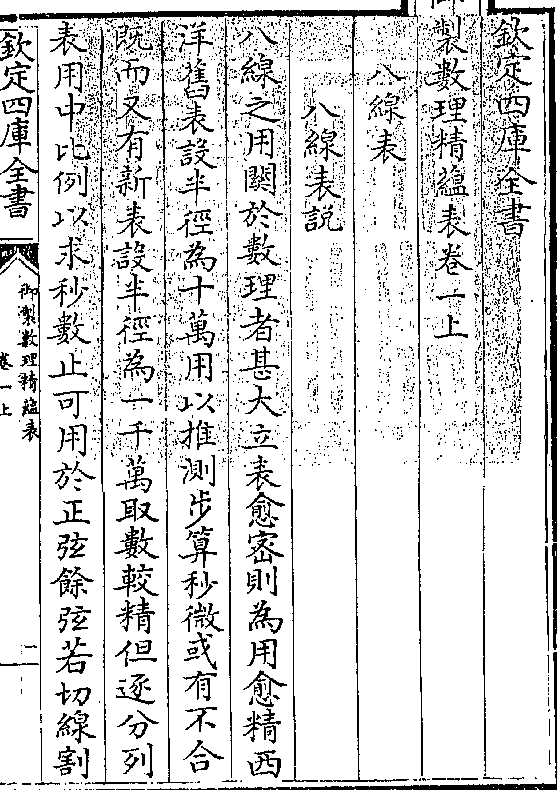 欽定四庫全書
御製數理精蘊表卷一上
八線表
八線表説
八線之用關於數理者甚大立表愈密則為用愈精西
洋舊表設半徑為十萬用以推測步算秒微或有不合
既而又有新表設半徑為一千萬取數較精但逐分列
表用中比例以求秒數止可用於正弦餘弦若切線割
欽定四庫全書
御製數理精蘊表
卷一上
一